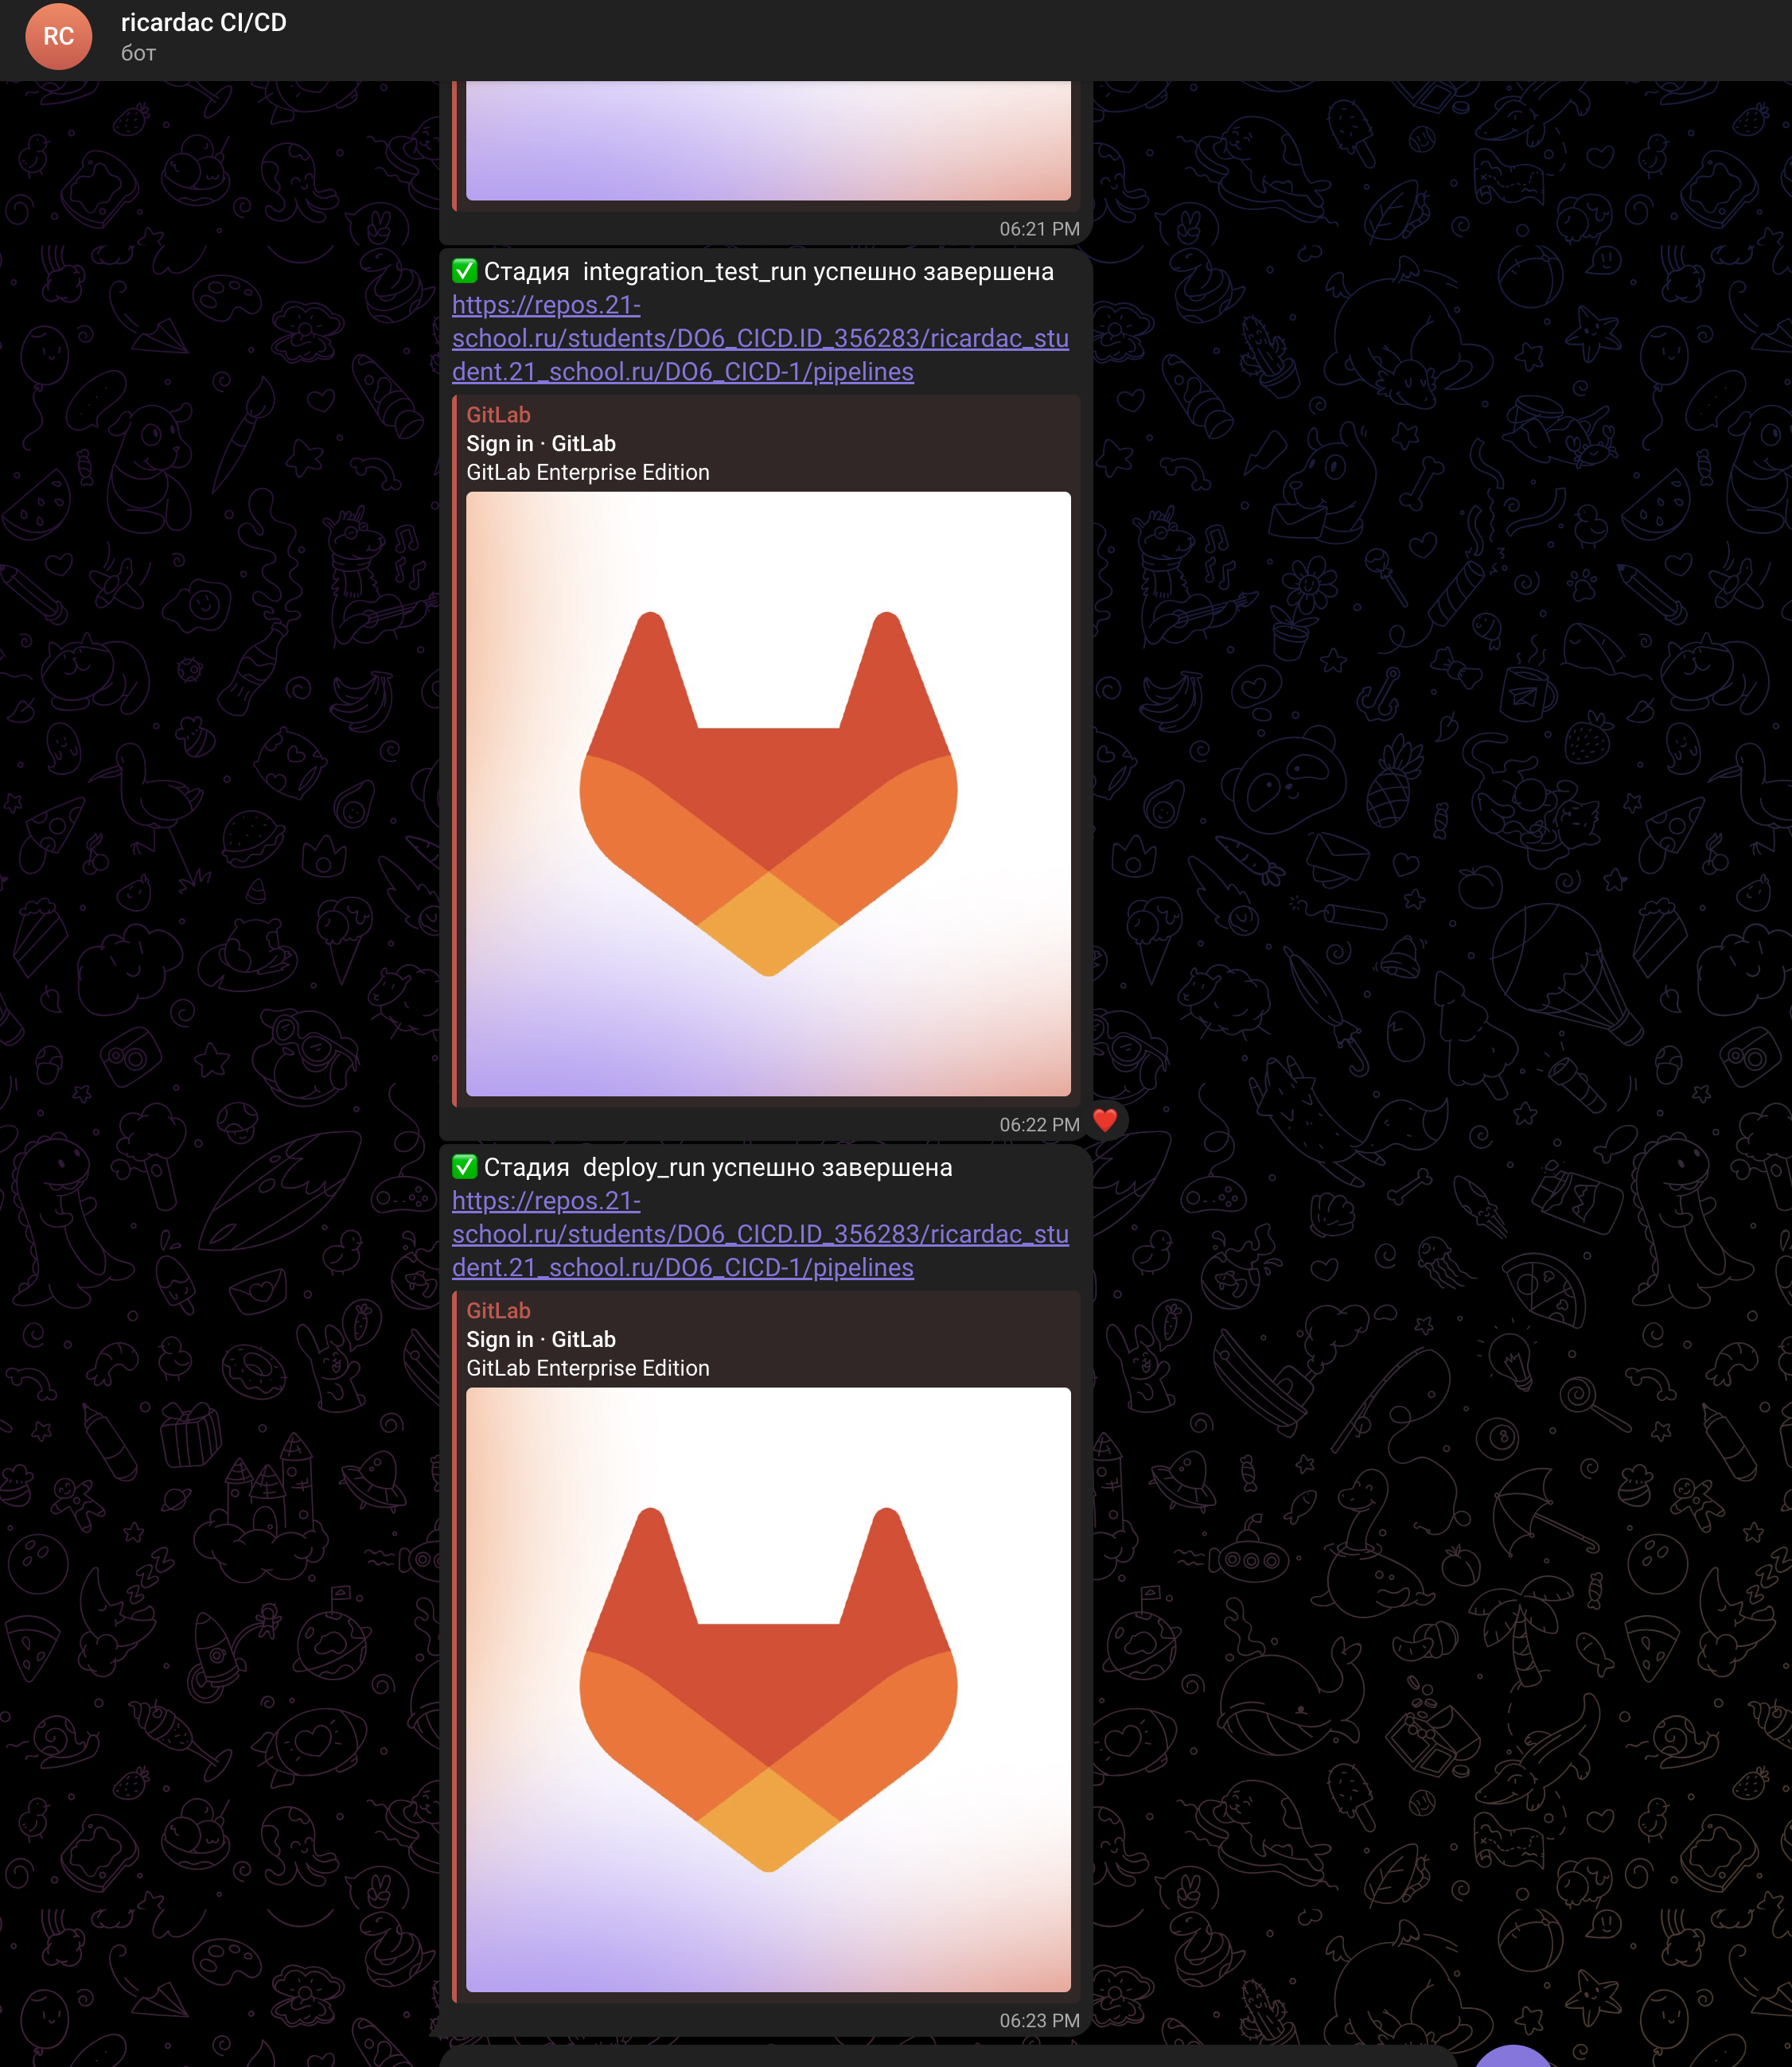 RC
ricardac CI/CD
бот
06:21 PM
✅ Стадия  integration_test_run успешно завершена
https://repos.21-
school.ru/students/DO6_CICD.ID_356283/ricardac_stu
dent.21_school.ru/DO6_CICD-1/pipelines
GitLab
Sign in · GitLab
GitLab Enterprise Edition
06:22 PM
✅ Стадия  deploy_run успешно завершена
https://repos.21-
school.ru/students/DO6_CICD.ID_356283/ricardac_stu
dent.21_school.ru/DO6_CICD-1/pipelines
GitLab
Sign in · GitLab
GitLab Enterprise Edition
06:23 PM